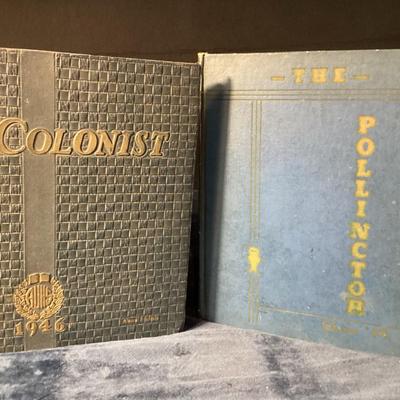 COLONIST
1946
THE
POLLINCTOR